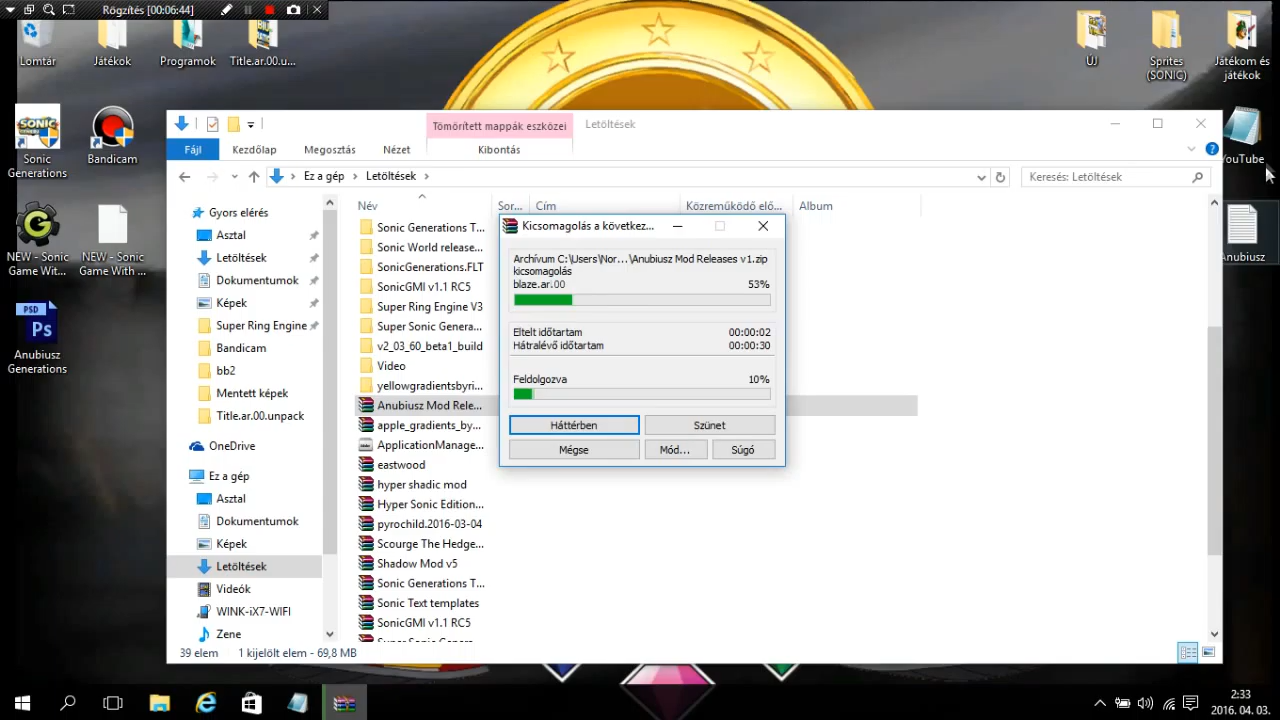 Rögzítés [00:06:44]
Lomtár
Játékok
Programok
Title.ar.00.u...
ÚJ
Sprites (SONIC)
Játékom és játékok
Sonic Generations
Bandicam
YouTube
NEW - Sonic Game Wit...
NEW - Sonic Game With ...
Anubiusz
PSD
Ps
Anubiusz Generations
Tömörített mappák eszközei
Letöltések
Fájl
Kezdőlap
Megosztás
Nézet
Kibontás
Ez a gép
Letöltések
Keresés: Letöltések
Név
Sor...
Cím
Közreműködő elő...
Album
Gyors elérés
Asztal
Letöltések
Dokumentumok
Képek
Super Ring Engine
Bandicam
bb2
Mentett képek
Title.ar.00.unpack
OneDrive
Ez a gép
Asztal
Dokumentumok
Képek
Letöltések
Videók
WINK-iX7-WIFI
Zene
Sonic Generations T...
Sonic World release...
SonicGenerations.FLT
SonicGMI v1.1 RC5
Super Ring Engine V3
Super Sonic Genera...
v2_03_60_beta1_build
Video
yellowgradientsbyri...
Anubiusz Mod Rele...
apple_gradients_by...
ApplicationManage...
eastwood
hyper shadic mod
Hyper Sonic Edition...
pyrochild.2016-03-04
Scourge The Hedge...
Shadow Mod v5
Sonic Generations T...
Sonic Text templates
SonicGMI v1.1 RC5
Kicsomagolás a következ...
Archívum C:\Users\Nor...\Anubiusz Mod Releases v1.zip
kicsomagolás
blaze.ar.00 53%
Eltelt időtartam 00:00:02
Hátralévő időtartam 00:00:30
Feldolgozva 10%
Háttérben
Szünet
Mégse
Mód...
Súgó
39 elem
1 kijelölt elem - 69,8 MB
2:33
2016. 04. 03.